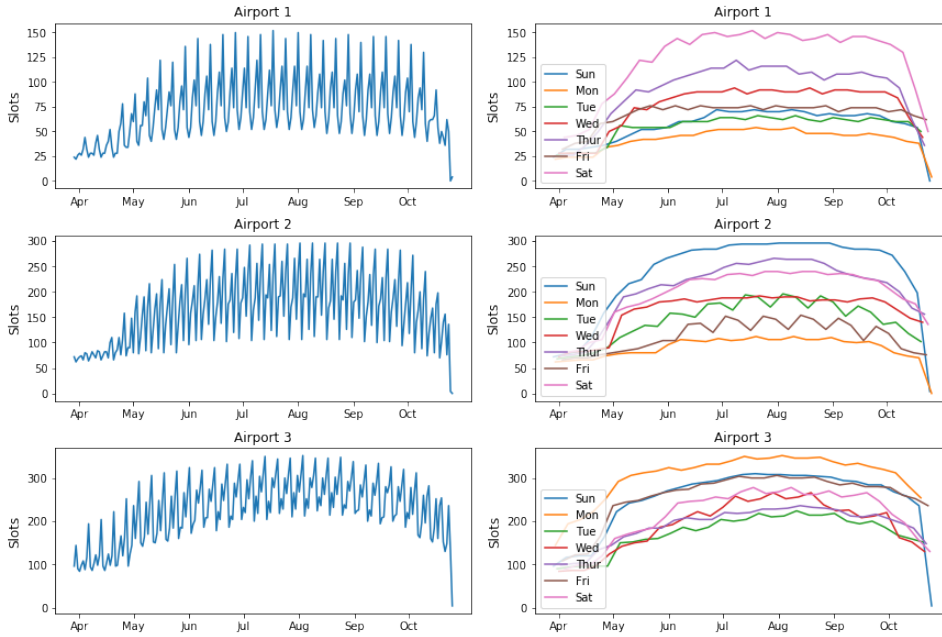 Airport 1
Slots
150
125
100
75
50
25
0
Apr May Jun Jul Aug Sep Oct
Airport 1
Slots
150
125
100
75
50
25
0
Sun
Mon
Tue
Wed
Thur
Fri
Sat
Apr May Jun Jul Aug Sep Oct
Airport 2
Slots
300
250
200
150
100
50
0
Apr May Jun Jul Aug Sep Oct
Airport 2
Slots
300
250
200
150
100
50
0
Sun
Mon
Tue
Wed
Thur
Fri
Sat
Apr May Jun Jul Aug Sep Oct
Airport 3
Slots
300
200
100
0
Apr May Jun Jul Aug Sep Oct
Airport 3
Slots
300
200
100
0
Sun
Mon
Tue
Wed
Thur
Fri
Sat
Apr May Jun Jul Aug Sep Oct